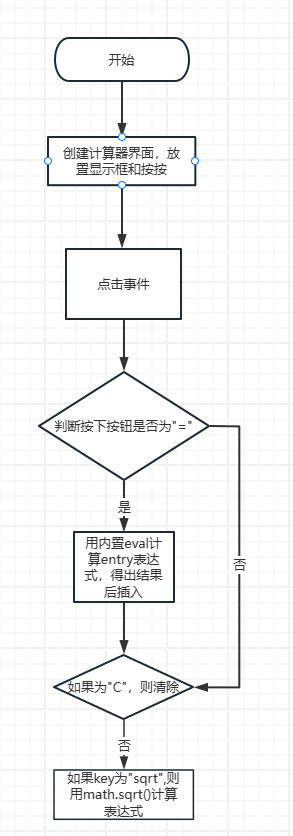 开始
创建计算器界面，放
置显示框和按按
点击事件
判断按下按钮是否为"="
是
否
用内置eval计
算entry表达
式，得出结果
后插入
如果为"C"，则清除
否
如果key为"sqrt",则
用math.sqrt()计算
表达式